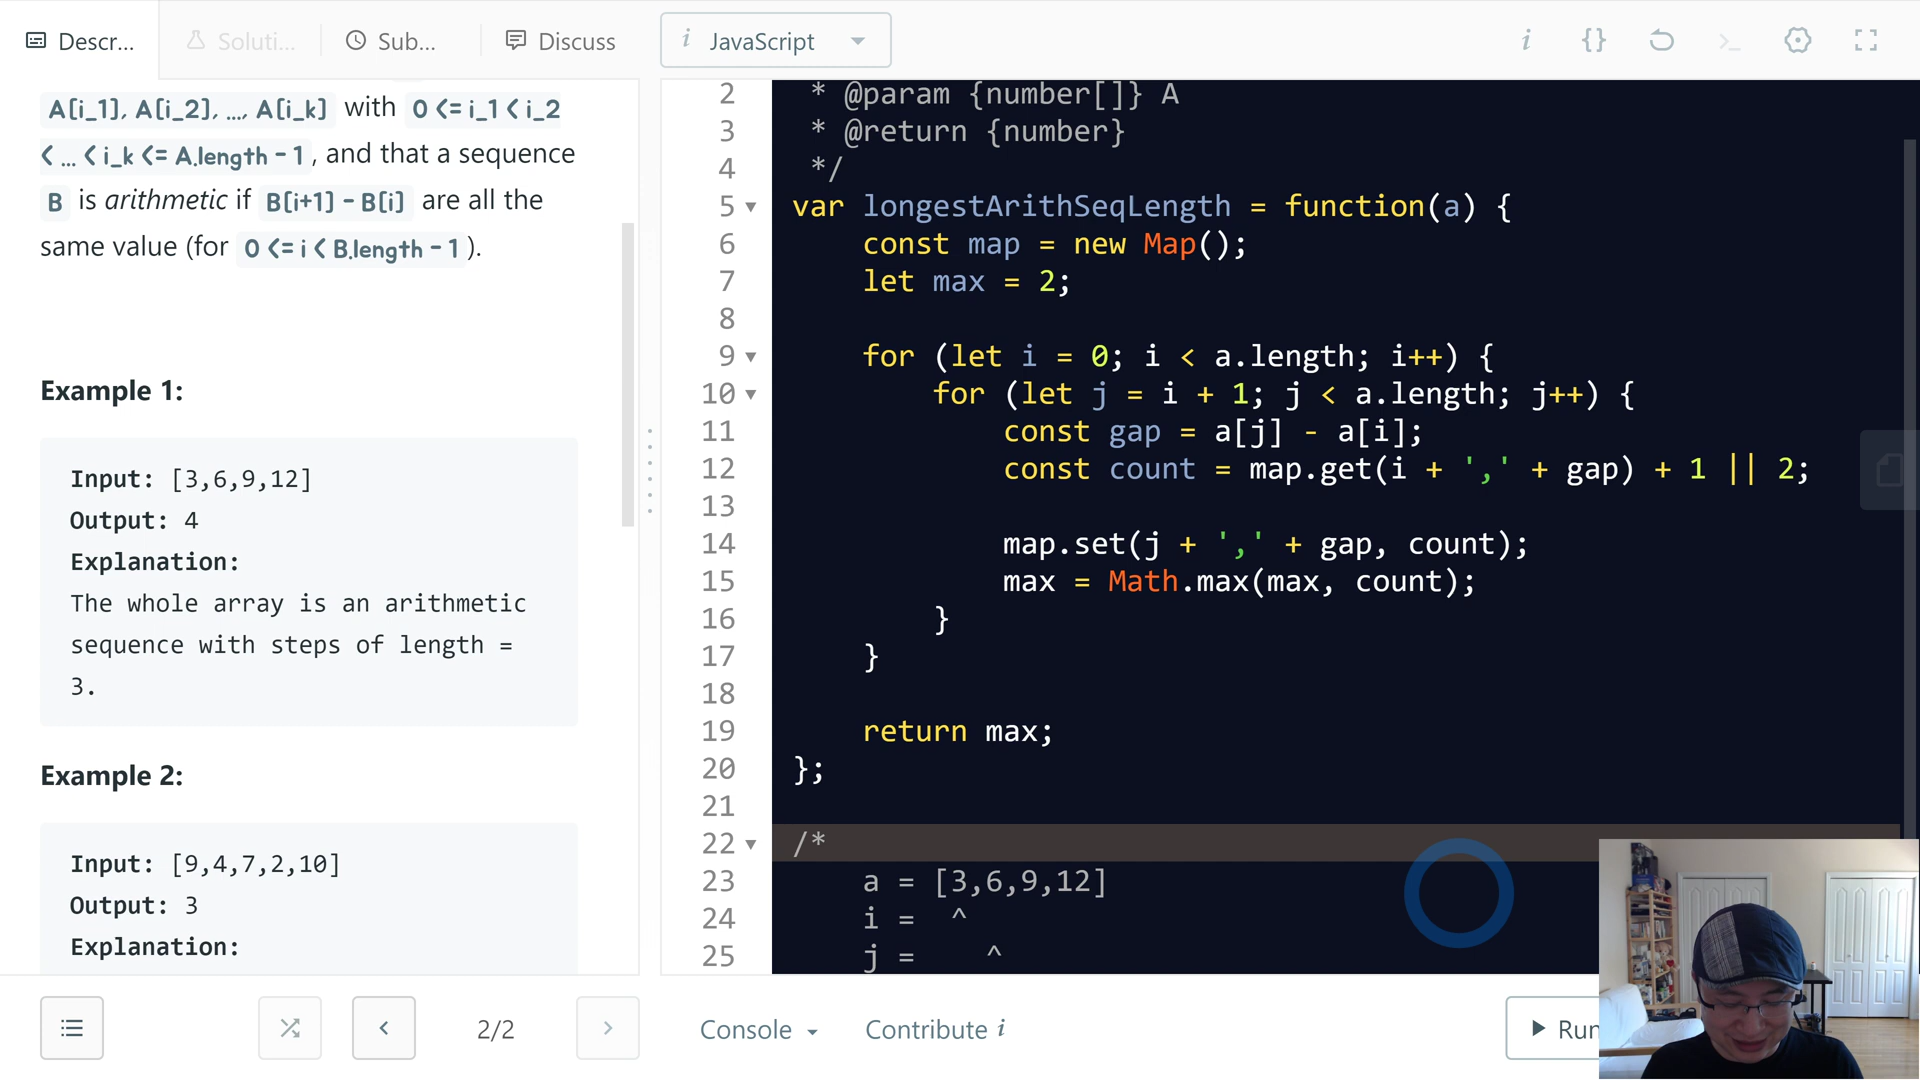 Descr...
Soluti...
Sub...
Discuss
i JavaScript
i {} >_
A[i_1], A[i_2], ..., A[i_k] with 0 <= i_1 < i_2
< ... < i_k <= A.length - 1, and that a sequence
B is arithmetic if B[i+1] - B[i] are all the
same value (for 0 <= i < B.length - 1).
Example 1:
Input: [3,6,9,12]
Output: 4
Explanation:
The whole array is an arithmetic
sequence with steps of length =
3.
Example 2:
Input: [9,4,7,2,10]
Output: 3
Explanation:
2 * @param {number[]} A
3 * @return {number}
4 */
5 var longestArithSeqLength = function(a) {
6 const map = new Map();
7 let max = 2;
8
9 for (let i = 0; i < a.length; i++) {
10 for (let j = i + 1; j < a.length; j++) {
11 const gap = a[j] - a[i];
12 const count = map.get(i + ',' + gap) + 1 || 2;
13
14 map.set(j + ',' + gap, count);
15 max = Math.max(max, count);
16 }
17 }
18
19 return max;
20 };
21
22 /*
23 a = [3,6,9,12]
24 i = ^
25 j = ^
2/2
Console
Contribute i
Run